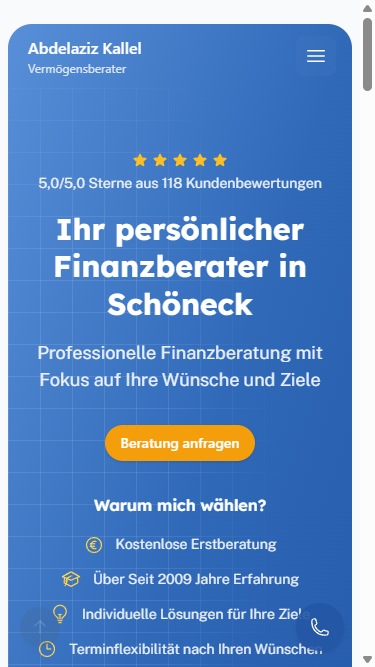 Abdelaziz Kallel
Vermögensberater
5,0/5,0 Sterne aus 118 Kundenbewertungen
Ihr persönlicher
Finanzberater in
Schöneck
Professionelle Finanzberatung mit
Fokus auf Ihre Wünsche und Ziele
Beratung anfragen
Warum mich wählen?
Kostenlose Erstberatung
Über Seit 2009 Jahre Erfahrung
Individuelle Lösungen für Ihre Ziele
Terminflexibilität nach Ihren Wünschen